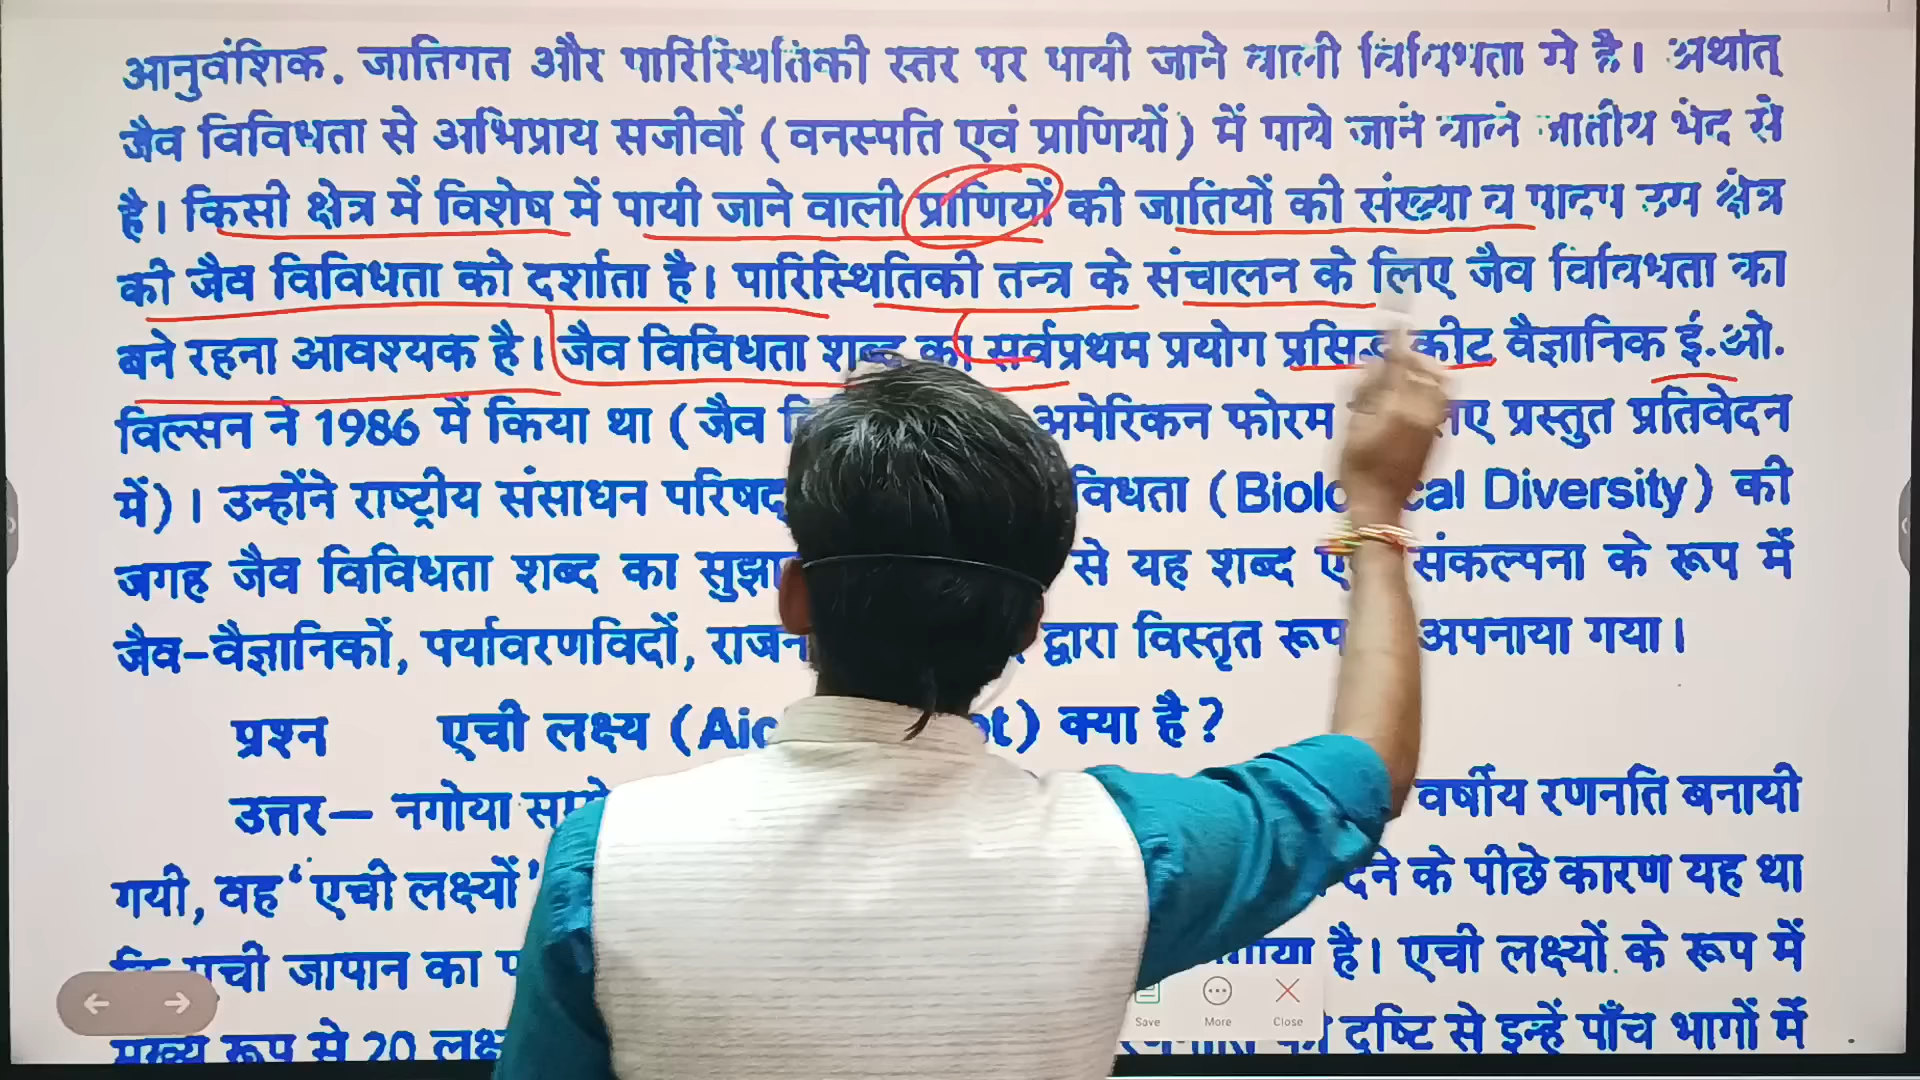 आनुवंशिक. जातिगत और पारिस्थितिकी स्तर पर पायी जाने वाली विविधता से है। अर्थात्
जैव विविधता से अभिप्राय सजीवों (वनस्पति एवं प्राणियों) में पाये जाने वाले जातीय भेद से
है। किसी क्षेत्र में विशेष में पायी जाने वाली प्राणियों की जातियों की संख्या व पादप उस क्षेत्र
की जैव विविधता को दर्शाता है। पारिस्थितिकी तन्त्र के संचालन के लिए जैव विविधता का
बने रहना आवश्यक है। जैव विविधता शब्द का सर्वप्रथम प्रयोग प्रसिद्ध कीट वैज्ञानिक ई.ओ.
विल्सन ने 1986 में किया था (जैव अमेरिकन फोरम प्रस्तुत प्रतिवेदन
में)। उन्होंने राष्ट्रीय संसाधन परिषद विधता (Biological Diversity) की
जगह जैव विविधता शब्द का से यह शब्द संकल्पना के रूप में
जैव-वैज्ञानिकों, पर्यावरणविदों, द्वारा विस्तृत रूप अपनाया गया।
प्रश्न एची लक्ष्य ( ) क्या है?
उत्तर— नगोया वर्षीय रणनति बनायी
गयी, वह 'एची लक्ष्यों' के पीछे कारण यह था
एची जापान का है। एची लक्ष्यों के रूप में
मुख्य रूप से 20 दृष्टि से इन्हें पाँच भागों में
Save More Close